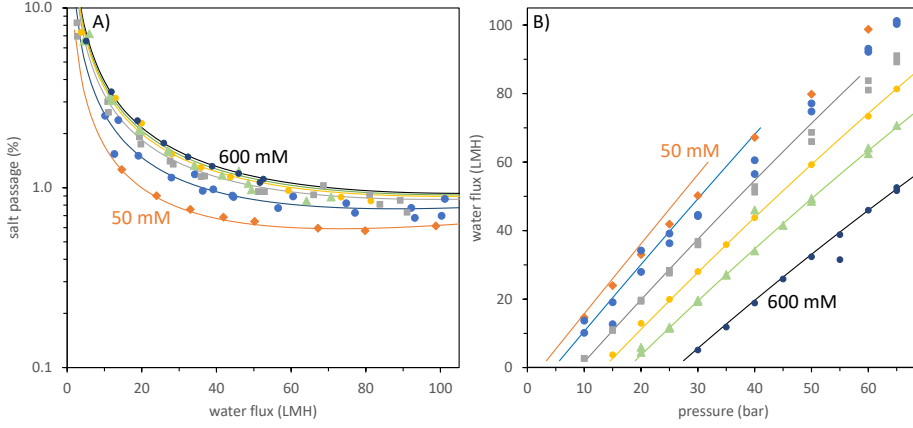 A)
10.0
1.0
0.1
salt passage (%)
600 mM
50 mM
0 20 40 60 80 100
water flux (LMH)
B)
100
80
60
40
20
0
water flux (LMH)
50 mM
600 mM
0 10 20 30 40 50 60
pressure (bar)